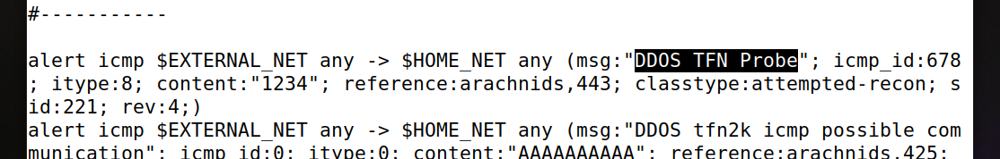 #-----------
alert icmp $EXTERNAL_NET any -> $HOME_NET any (msg:"DDOS TFN Probe"; icmp_id:678
; itype:8; content:"1234"; reference:arachnids,443; classtype:attempted-recon; s
id:221; rev:4;)
alert icmp $EXTERNAL_NET any -> $HOME_NET any (msg:"DDOS tfn2k icmp possible com
munication"; icmp_id:0; itype:0; content:"AAAAAAAAAA"; reference:arachnids,425;